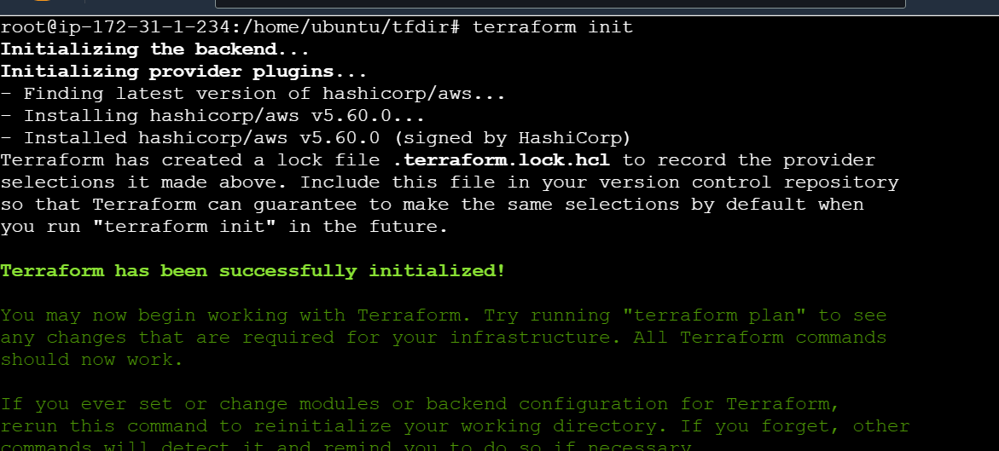 root@ip-172-31-1-234:/home/ubuntu/tfdir# terraform init
Initializing the backend...
Initializing provider plugins...
- Finding latest version of hashicorp/aws...
- Installing hashicorp/aws v5.60.0...
- Installed hashicorp/aws v5.60.0 (signed by HashiCorp)
Terraform has created a lock file .terraform.lock.hcl to record the provider
selections it made above. Include this file in your version control repository
so that Terraform can guarantee to make the same selections by default when
you run "terraform init" in the future.
Terraform has been successfully initialized!
You may now begin working with Terraform. Try running "terraform plan" to see
any changes that are required for your infrastructure. All Terraform commands
should now work.
If you ever set or change modules or backend configuration for Terraform,
rerun this command to reinitialize your working directory. If you forget, other
commands will detect it and remind you to do so if necessary.